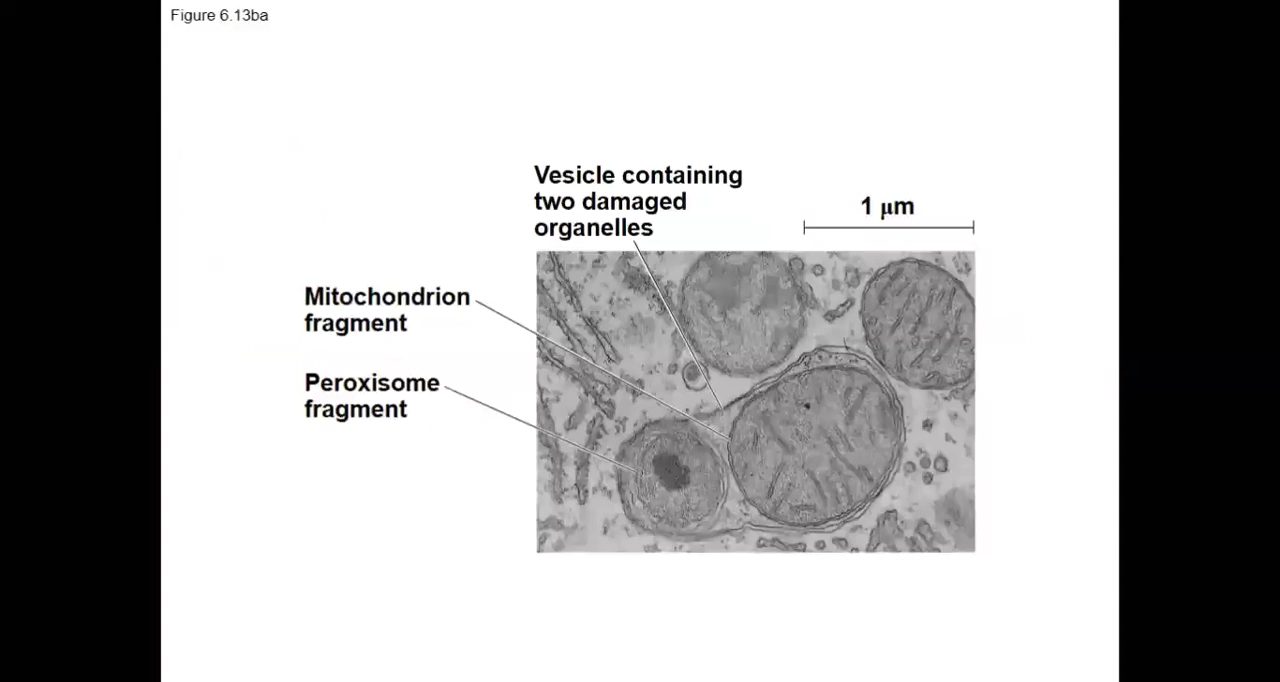 Figure 6.13ba
Vesicle containing
two damaged
organelles
1 μm
Mitochondrion
fragment
Peroxisome
fragment